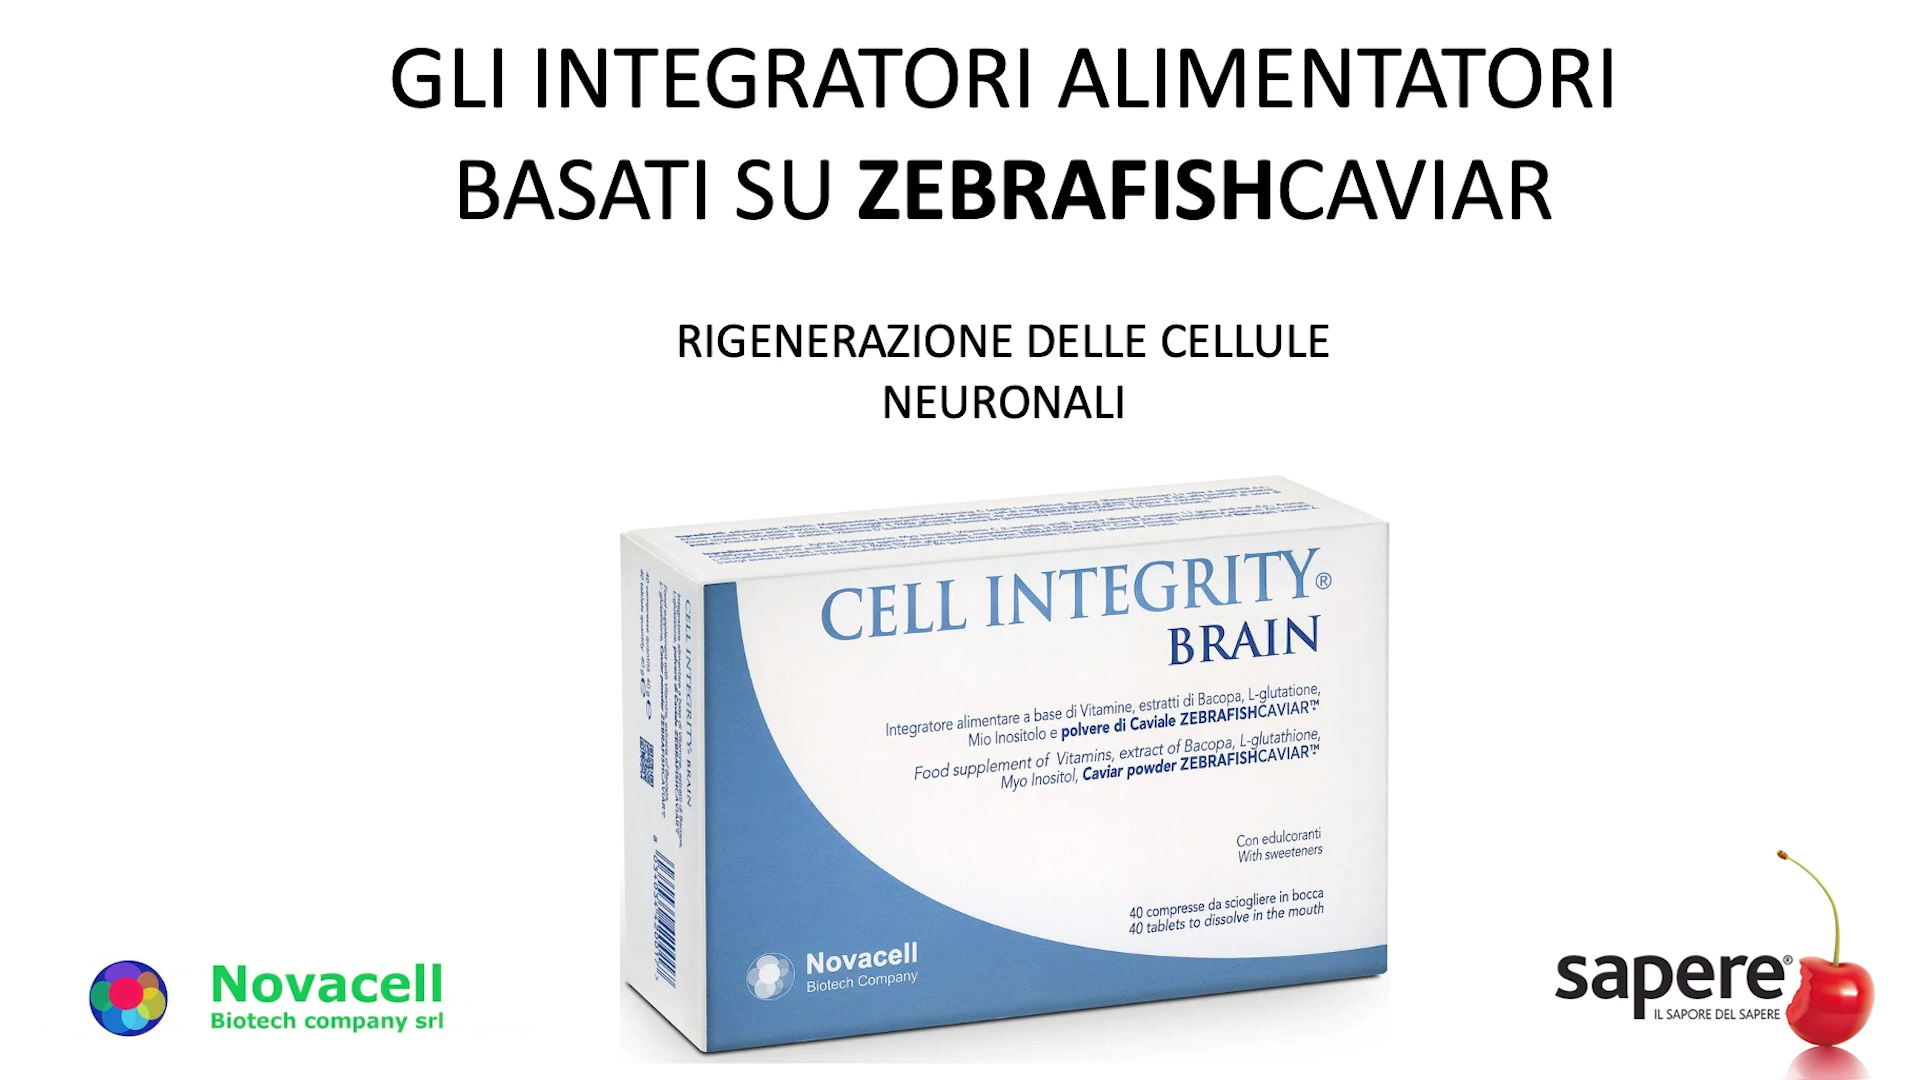 GLI INTEGRATORI ALIMENTATORI
BASATI SU ZEBRAFISHCAVIAR
RIGENERAZIONE DELLE CELLULE
NEURONALI
CELL INTEGRITY®
BRAIN
Integratore alimentare a base di Vitamine, estratti di Bacopa, L-glutatione,
Mio Inositolo e polvere di Caviale ZEBRAFISHCAVIAR™
Food supplement of Vitamins, extract of Bacopa, L-glutathione,
Myo Inositol, Caviar powder ZEBRAFISHCAVIAR™
Con edulcoranti
With sweeteners
40 compresse da sciogliere in bocca
40 tablets to dissolve in the mouth
Novacell
Biotech Company
CELL INTEGRITY® BRAIN
Novacell
Biotech company srl
sapere®
IL SAPORE DEL SAPERE